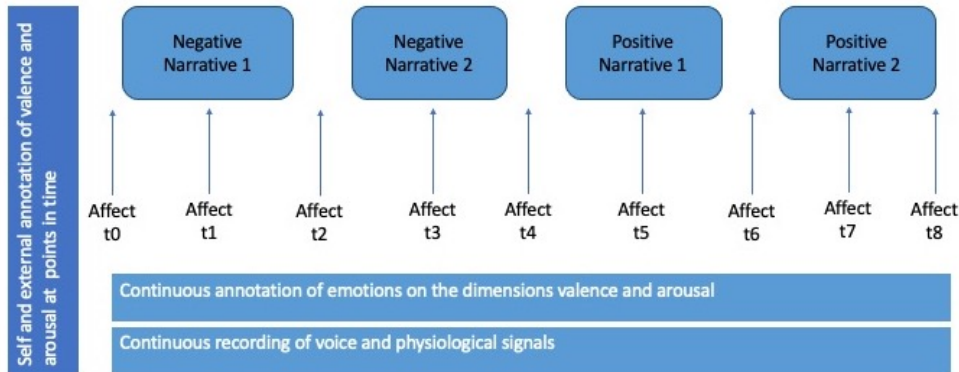 Self and external annotation of valence and
arousal at points in time
Negative
Narrative 1
Negative
Narrative 2
Positive
Narrative 1
Positive
Narrative 2
Affect
t0
Affect
t1
Affect
t2
Affect
t3
Affect
t4
Affect
t5
Affect
t6
Affect
t7
Affect
t8
Continuous annotation of emotions on the dimensions valence and arousal
Continuous recording of voice and physiological signals